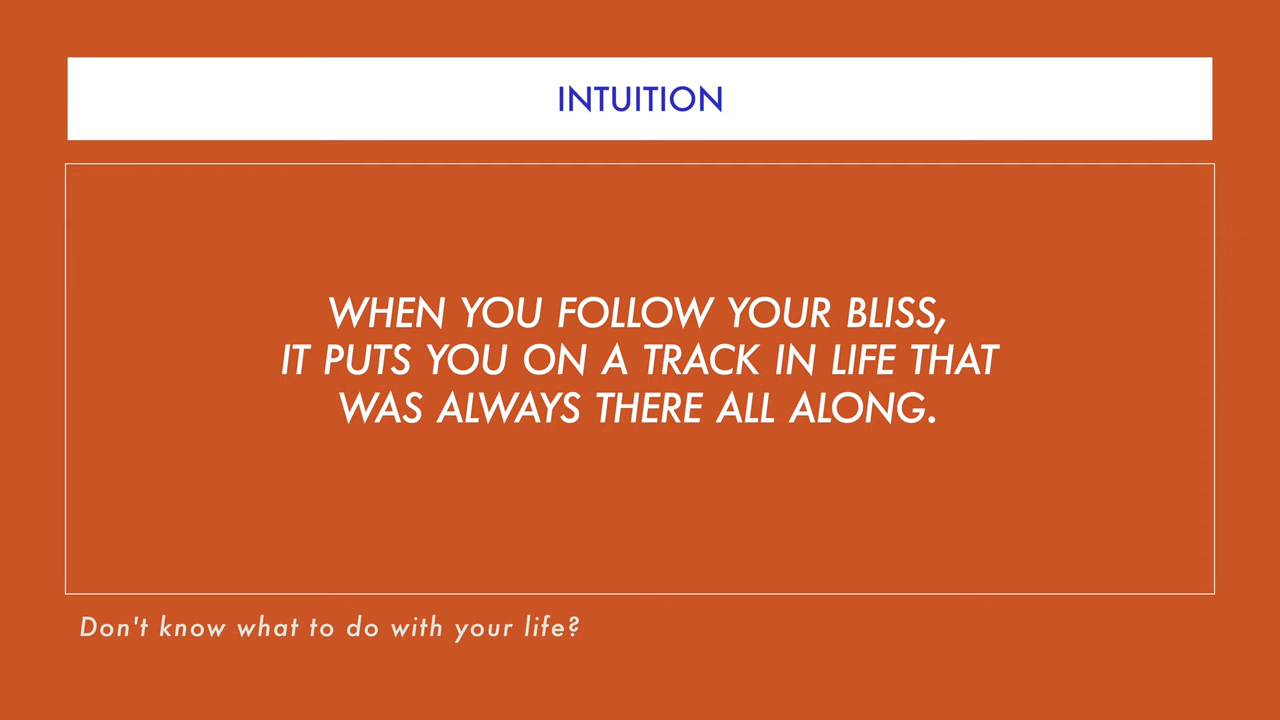 INTUITION
WHEN YOU FOLLOW YOUR BLISS,
IT PUTS YOU ON A TRACK IN LIFE THAT
WAS ALWAYS THERE ALL ALONG.
Don't know what to do with your life?